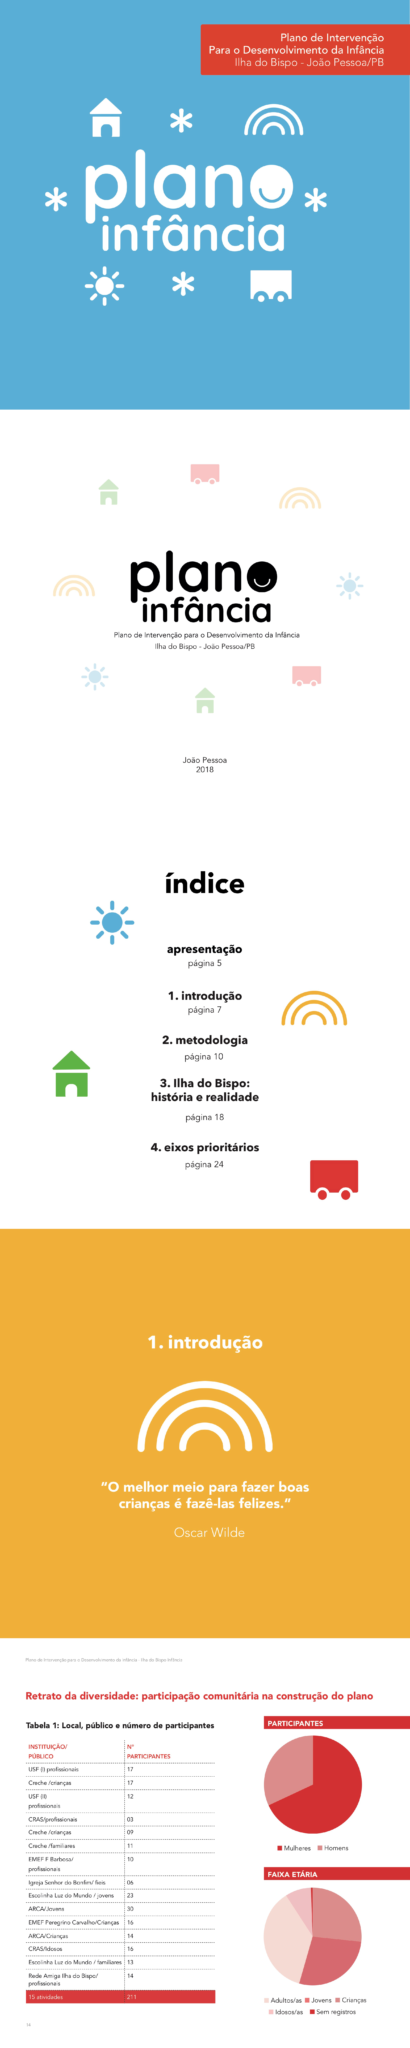 Plano de Intervenção
Para o Desenvolvimento da Infância
Ilha do Bispo - João Pessoa/PB
plano
infância
plano
infância
Plano de Intervenção para o Desenvolvimento da Infância
Ilha do Bispo - João Pessoa/PB
João Pessoa
2018
índice
apresentação
página 5
1. introdução
página 7
2. metodologia
página 10
3. Ilha do Bispo:
história e realidade
página 18
4. eixos prioritários
página 24
1. introdução
“O melhor meio para fazer boas
crianças é fazê-las felizes.”
Oscar Wilde
Plano de Intervenção para o Desenvolvimento da Infância - Ilha do Bispo
Retrato da diversidade: participação comunitária na construção do plano
Tabela 1: Local, público e número de participantes
INSTITUIÇÃO/ Nº
PÚBLICO PARTICIPANTES
USF (I) profissionais 17
Creche /crianças 17
USF (II) 12
profissionais
CRAS/profissionais 03
Creche /crianças 09
Creche /familiares 11
EMEF F Barbosa/ 10
profissionais
Igreja Senhor do Bonfim/ fieis 06
Escolinha Luz do Mundo / jovens 23
ARCA/Jovens 30
EMEF Peregrino Carvalho/Crianças 16
ARCA/Crianças 14
CRAS/Idosos 16
Escolinha Luz do Mundo / familiares 13
Rede Amiga Ilha do Bispo/ 14
profissionais
15 atividades 211
PARTICIPANTES
Mulheres Homens
FAIXA ETÁRIA
Adultos/as Jovens Crianças
Idosos/as Sem registros